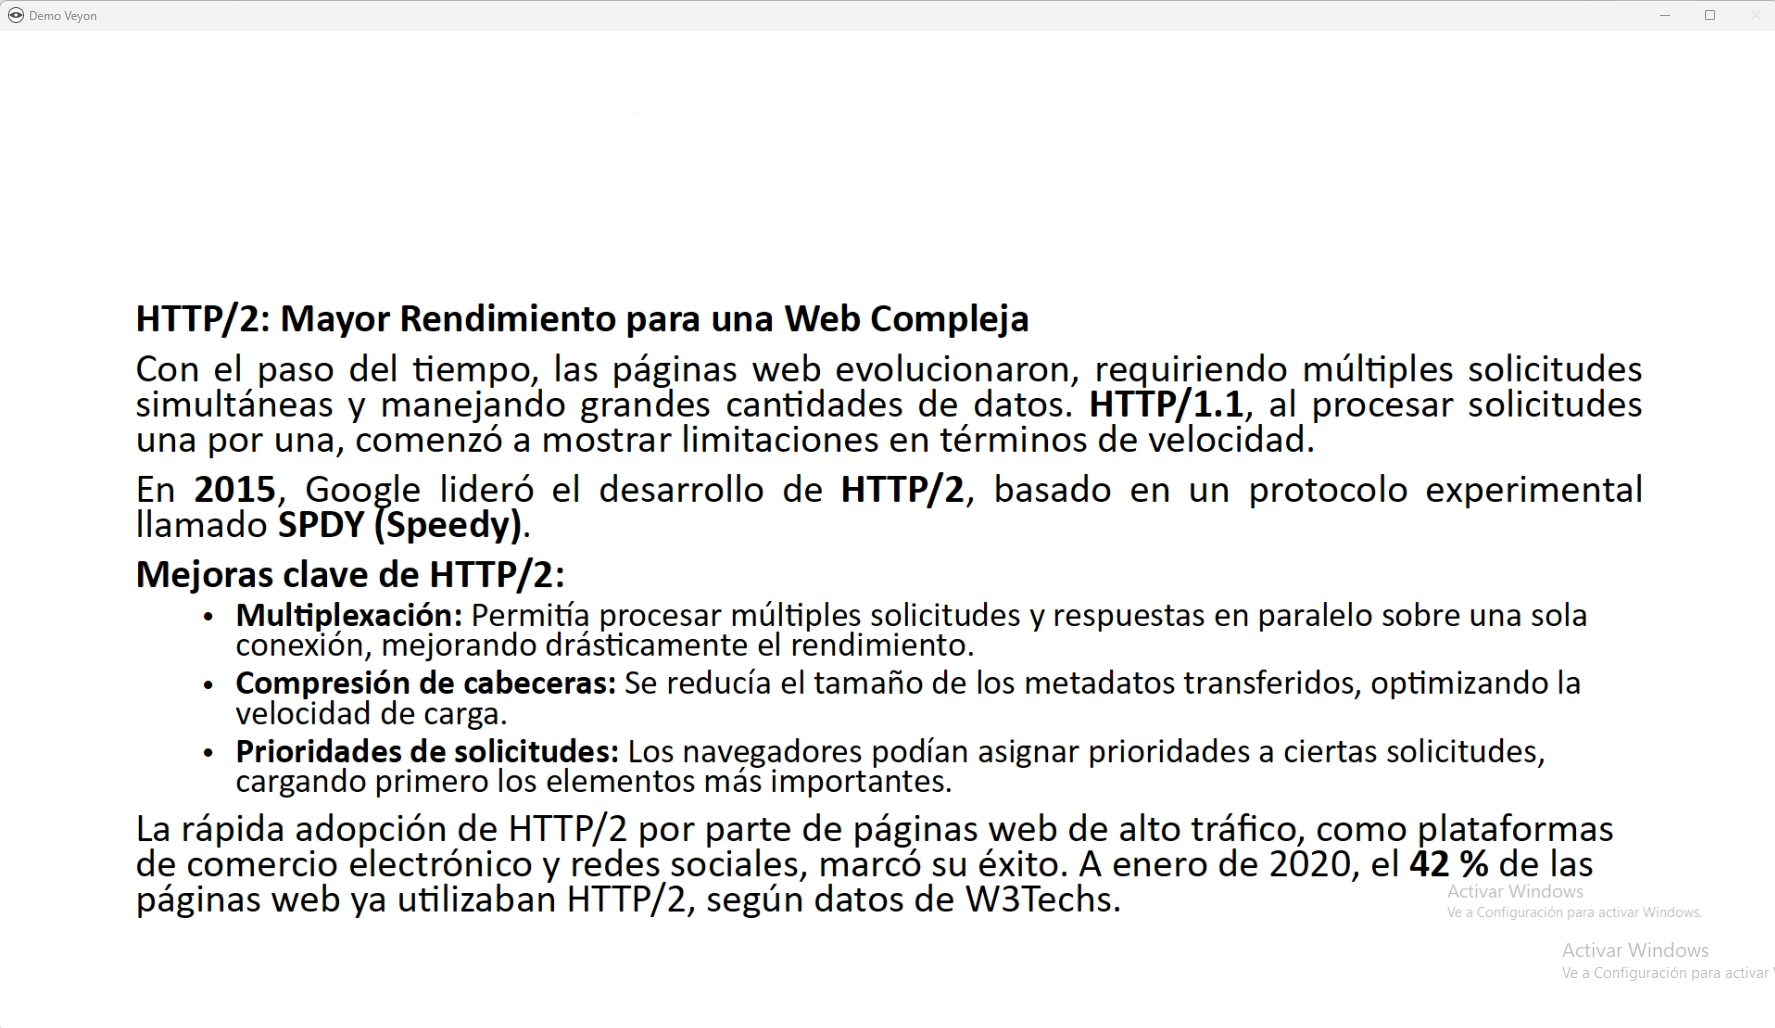 Demo Veyon
HTTP/2: Mayor Rendimiento para una Web Compleja
Con el paso del tiempo, las páginas web evolucionaron, requiriendo múltiples solicitudes
simultáneas y manejando grandes cantidades de datos. HTTP/1.1, al procesar solicitudes
una por una, comenzó a mostrar limitaciones en términos de velocidad.
En 2015, Google lideró el desarrollo de HTTP/2, basado en un protocolo experimental
llamado SPDY (Speedy).
Mejoras clave de HTTP/2:
• Multiplexación: Permitía procesar múltiples solicitudes y respuestas en paralelo sobre una sola
conexión, mejorando drásticamente el rendimiento.
• Compresión de cabeceras: Se reducía el tamaño de los metadatos transferidos, optimizando la
velocidad de carga.
• Prioridades de solicitudes: Los navegadores podían asignar prioridades a ciertas solicitudes,
cargando primero los elementos más importantes.
La rápida adopción de HTTP/2 por parte de páginas web de alto tráfico, como plataformas
de comercio electrónico y redes sociales, marcó su éxito. A enero de 2020, el 42 % de las
páginas web ya utilizaban HTTP/2, según datos de W3Techs.
Activar Windows
Ve a Configuración para activar Windows.
Activar Windows
Ve a Configuración para activar